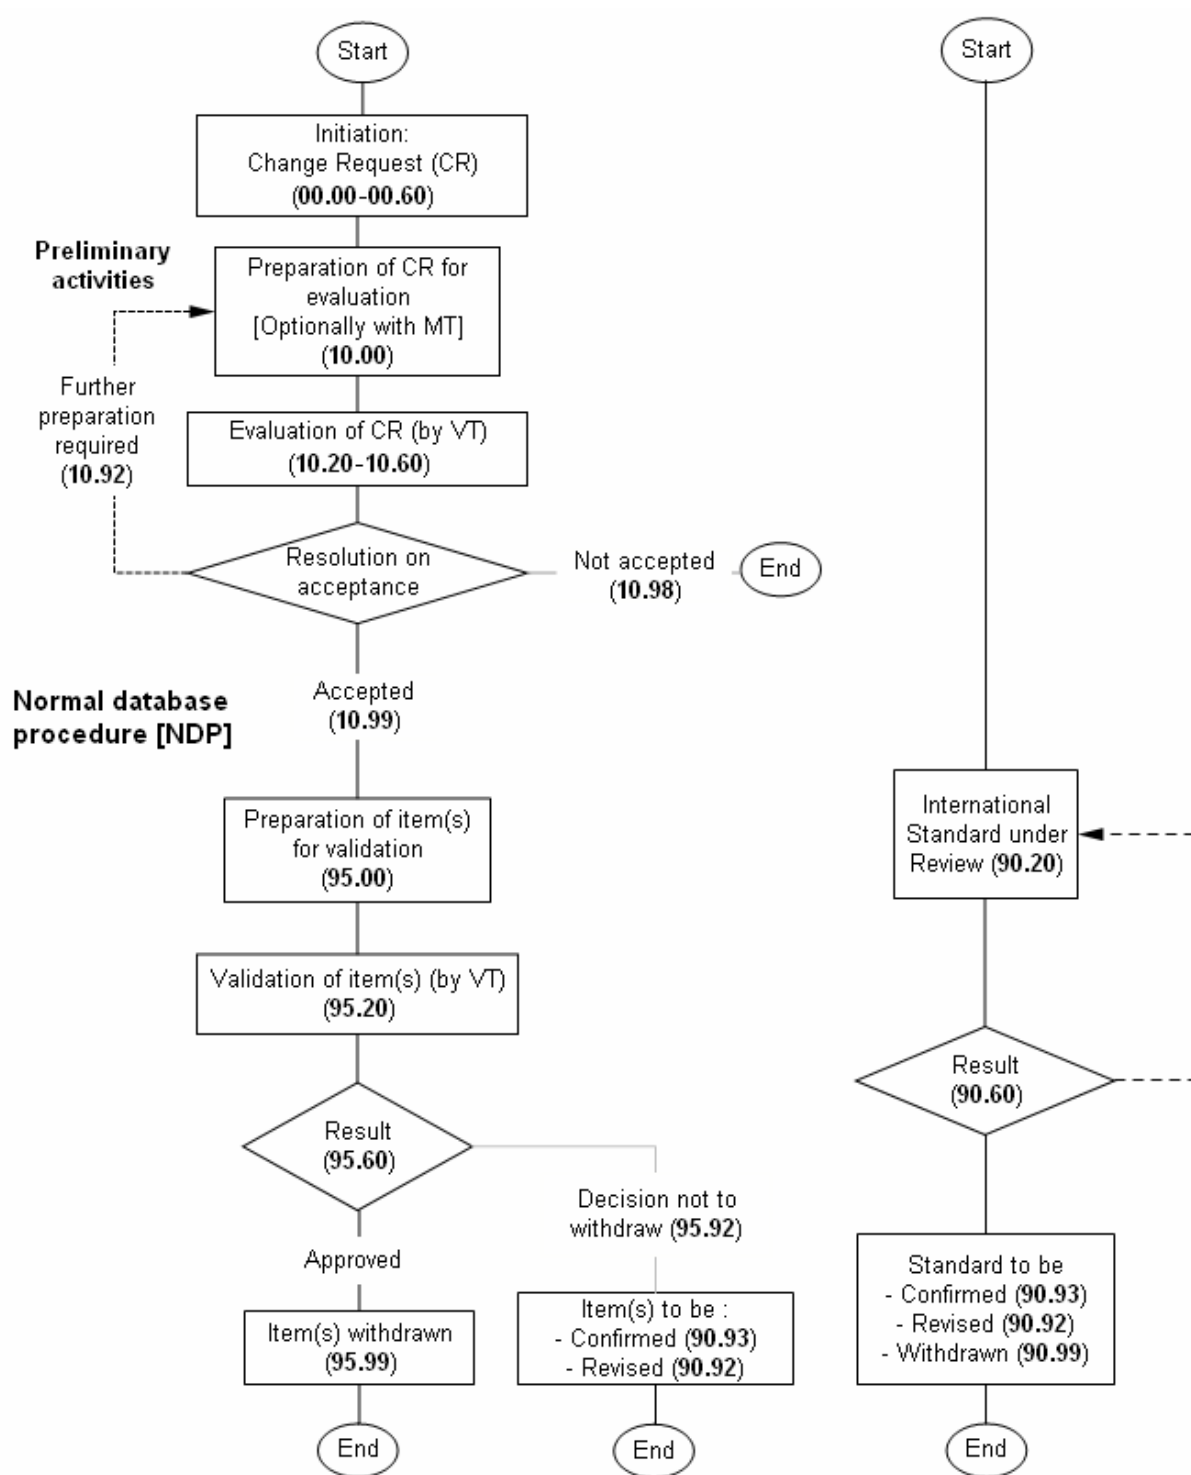 Start
Initiation:
Change Request (CR)
(00.00-00.60)
Preliminary
activities
Preparation of CR for
evaluation
[Optionally with MT]
(10.00)
Further
preparation
required
(10.92)
Evaluation of CR (by VT)
(10.20-10.60)
Resolution on
acceptance
Not accepted
(10.98)
End
Accepted
(10.99)
Normal database
procedure [NDP]
Preparation of item(s)
for validation
(95.00)
Validation of item(s) (by VT)
(95.20)
Result
(95.60)
Decision not to
withdraw (95.92)
Approved
Item(s) withdrawn
(95.99)
End
Item(s) to be :
- Confirmed (90.93)
- Revised (90.92)
End
Start
International
Standard under
Review (90.20)
Result
(90.60)
Standard to be
- Confirmed (90.93)
- Revised (90.92)
- Withdrawn (90.99)
End